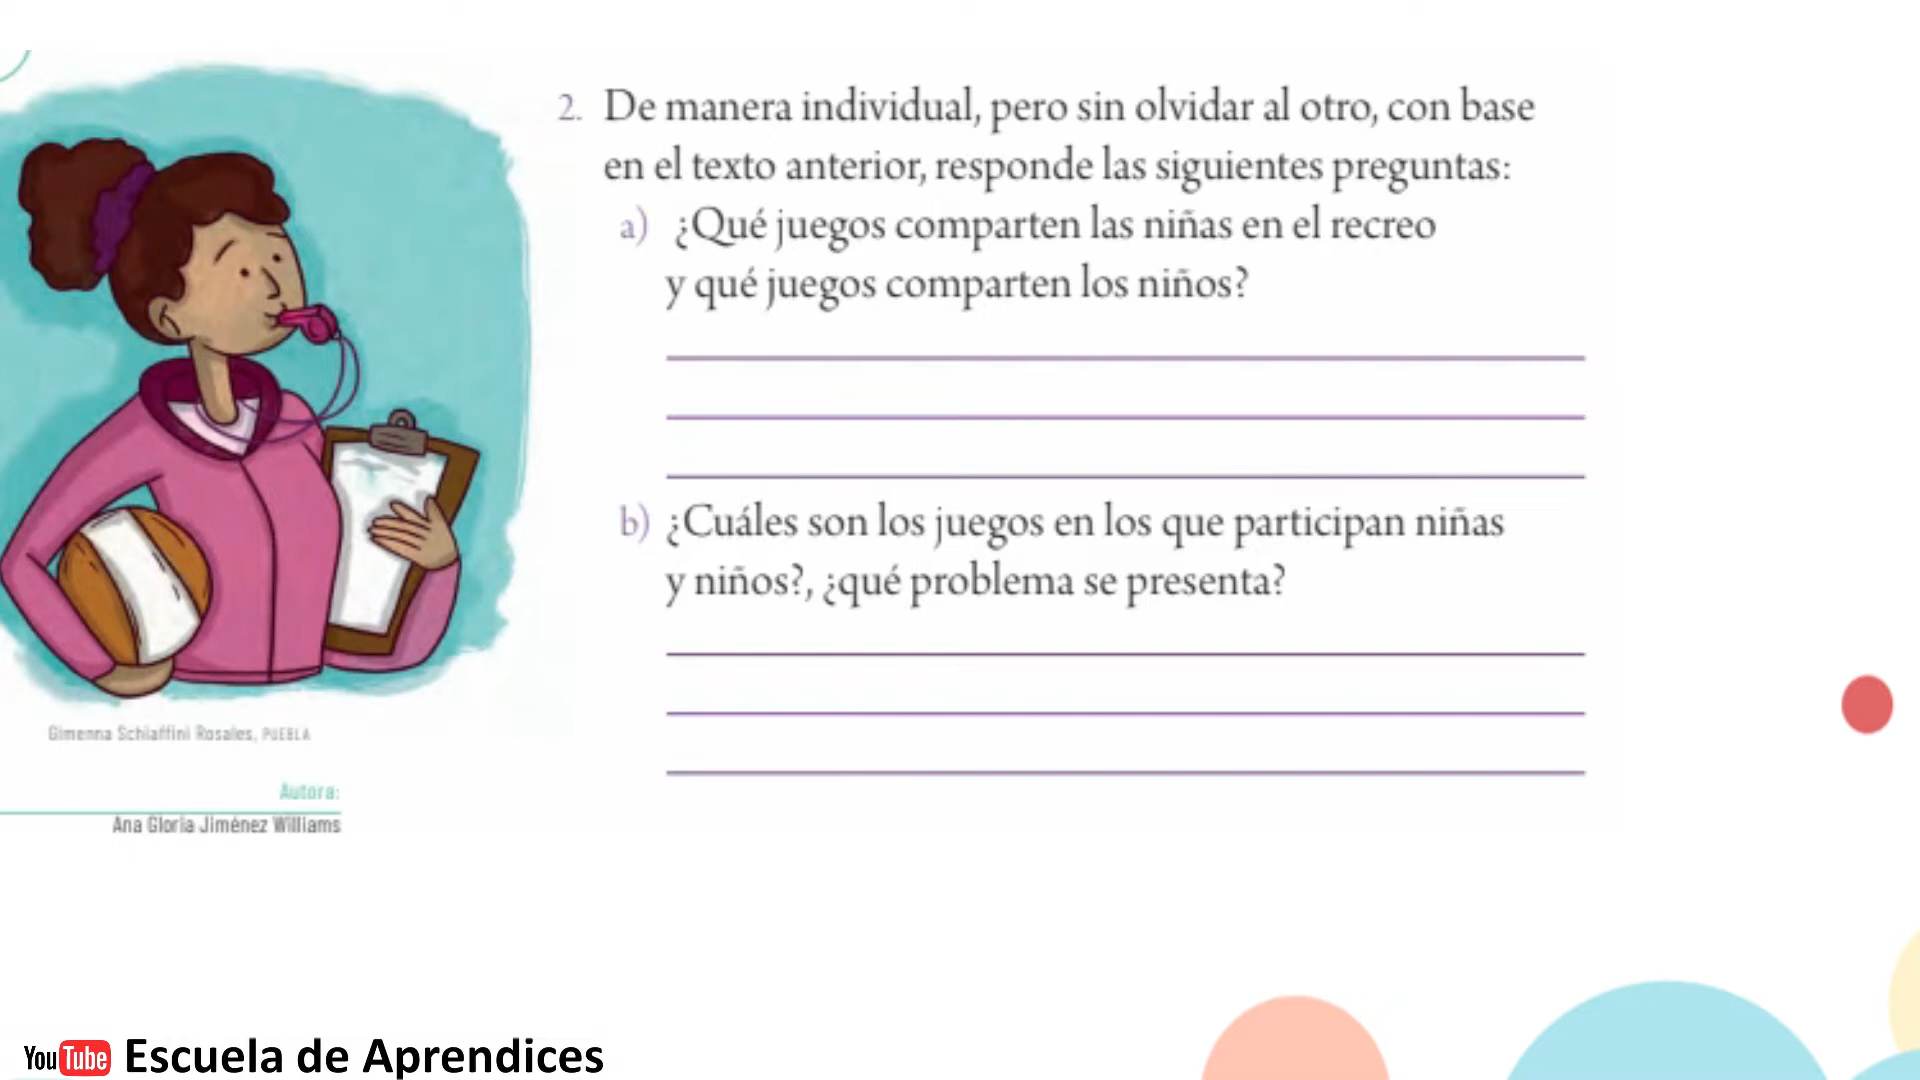 2. De manera individual, pero sin olvidar al otro, con base
en el texto anterior, responde las siguientes preguntas:
a) ¿Qué juegos comparten las niñas en el recreo
y qué juegos comparten los niños?
b) ¿Cuáles son los juegos en los que participan niñas
y niños?, ¿qué problema se presenta?
Gimenna Schiaffini Rosales, PUEBLA
Autora:
Ana Gloria Jiménez Williams
YouTube Escuela de Aprendices